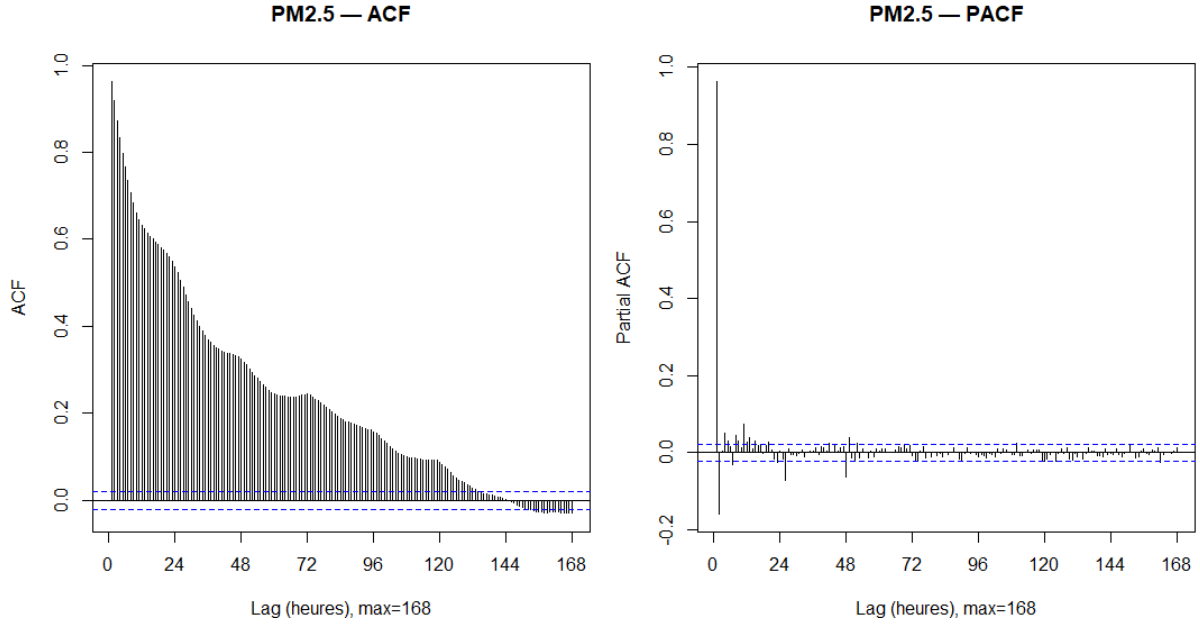 PM2.5 — ACF
ACF
1.0
0.8
0.6
0.4
0.2
0.0
0 24 48 72 96 120 144 168
Lag (heures), max=168
PM2.5 — PACF
Partial ACF
1.0
0.8
0.6
0.4
0.2
0.0
-0.2
0 24 48 72 96 120 144 168
Lag (heures), max=168